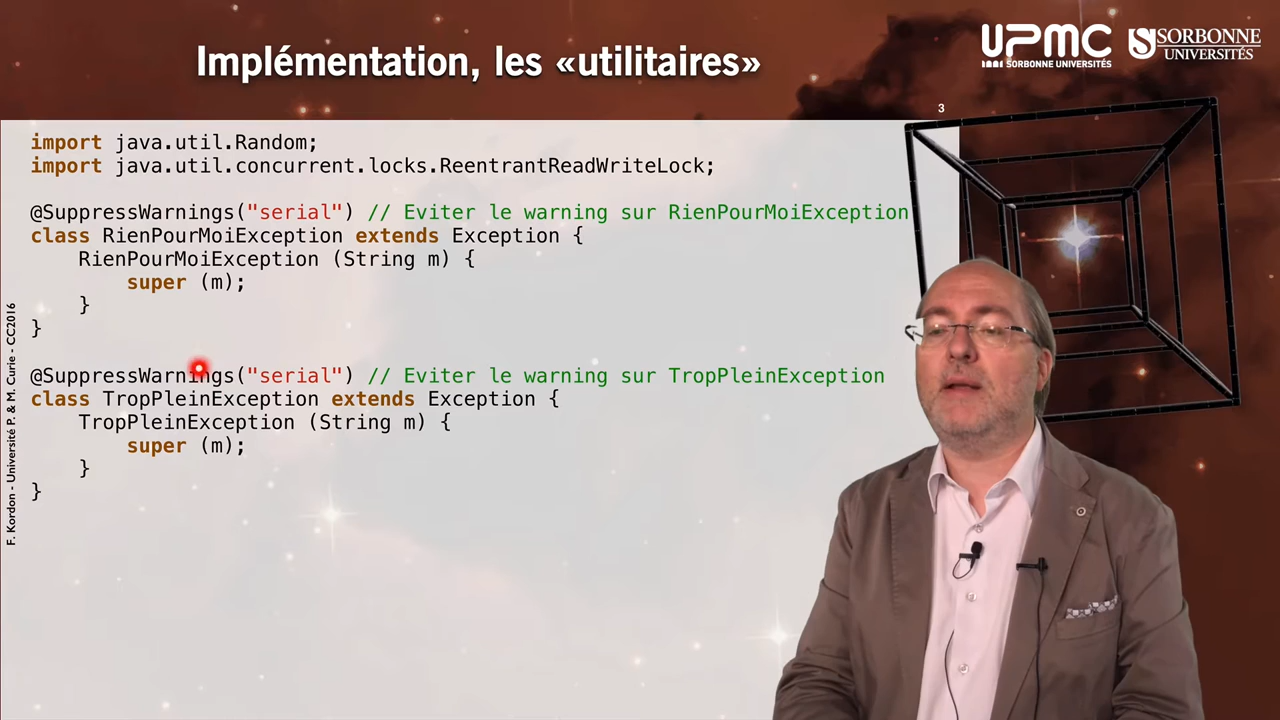 Implémentation, les «utilitaires»
UPMC
SORBONNE UNIVERSITÉS
SORBONNE
UNIVERSITÉS
3
import java.util.Random;
import java.util.concurrent.locks.ReentrantReadWriteLock;
@SuppressWarnings("serial") // Eviter le warning sur RienPourMoiException
class RienPourMoiException extends Exception {
RienPourMoiException (String m) {
super (m);
}
}
@SuppressWarnings("serial") // Eviter le warning sur TropPleinException
class TropPleinException extends Exception {
TropPleinException (String m) {
super (m);
}
}
F. Kordon - Université P. & M. Curie - CC2016